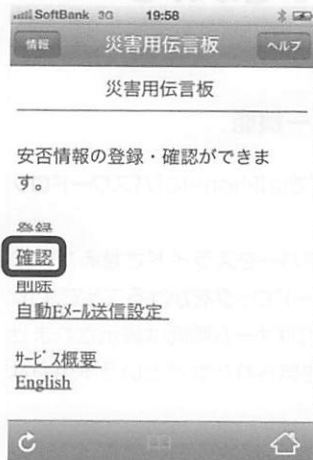 SoftBank 3G 19:58
情報 災害用伝言板 ヘルプ
災害用伝言板
安否情報の登録・確認ができま
す。
登録
確認
削除
自動Eメール送信設定
サービス概要
English